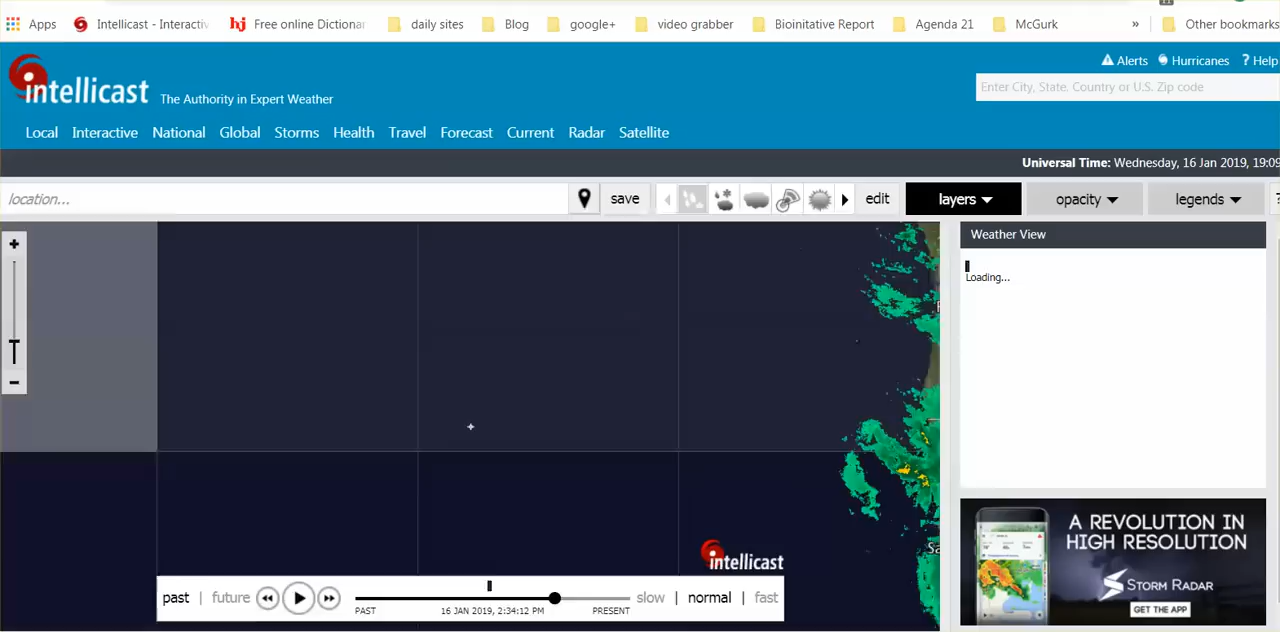 Apps Intellicast - Interactiv Free online Dictionar daily sites Blog google+ video grabber Bioinitative Report Agenda 21 McGurk » Other bookmarks
Alerts Hurricanes ? Help
intellicast The Authority in Expert Weather
Enter City, State. Country or U.S. Zip code
Local Interactive National Global Storms Health Travel Forecast Current Radar Satellite
Universal Time: Wednesday, 16 Jan 2019, 19:09
location... save edit layers opacity legends ?
+
Weather View
Loading...
-
Sa
intellicast
A REVOLUTION IN
HIGH RESOLUTION
STORM RADAR
GET THE APP
past | future slow | normal | fast
PAST 16 JAN 2019, 2:34:12 PM PRESENT